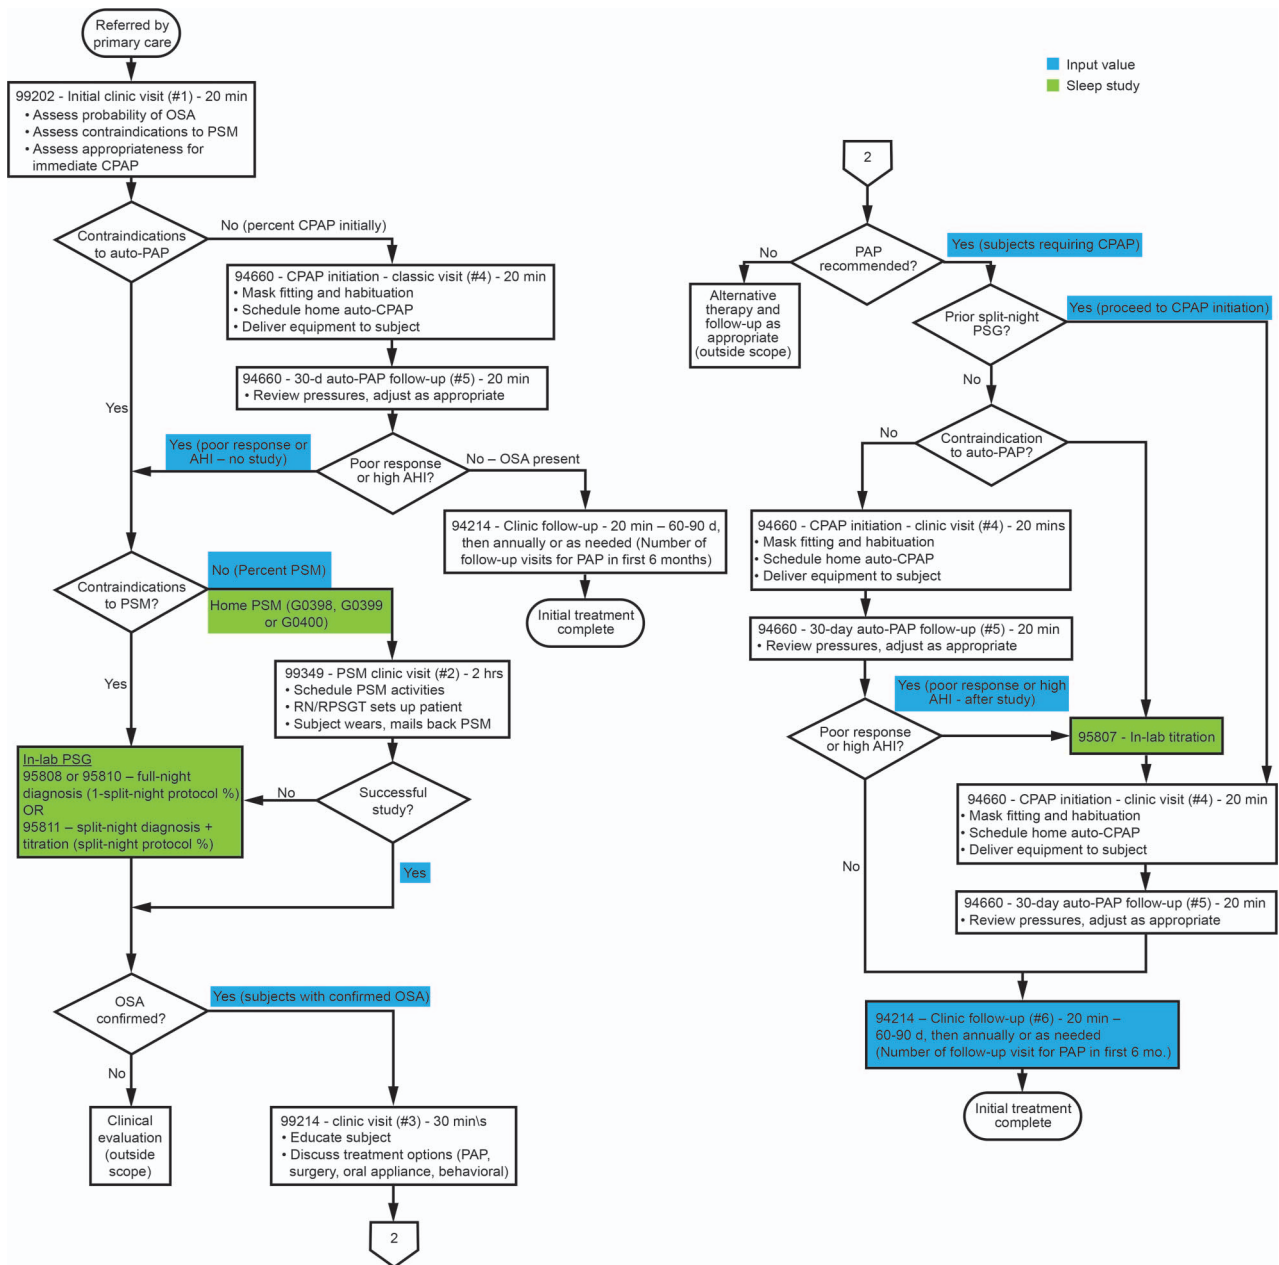 Referred by
primary care
99202 - Initial clinic visit (#1) - 20 min
• Assess probability of OSA
• Assess contraindications to PSM
• Assess appropriateness for
immediate CPAP
Contraindications
to auto-PAP
No (percent CPAP initially)
94660 - CPAP initiation - classic visit (#4) - 20 min
• Mask fitting and habituation
• Schedule home auto-CPAP
• Deliver equipment to subject
94660 - 30-d auto-PAP follow-up (#5) - 20 min
• Review pressures, adjust as appropriate
Yes
Yes (poor response or
AHI – no study)
Poor response
or high AHI?
No – OSA present
94214 - Clinic follow-up - 20 min – 60-90 d,
then annually or as needed (Number of
follow-up visits for PAP in first 6 months)
Initial treatment
complete
Contraindications
to PSM?
No (Percent PSM)
Home PSM (G0398, G0399
or G0400)
99349 - PSM clinic visit (#2) - 2 hrs
• Schedule PSM activities
• RN/RPSGT sets up patient
• Subject wears, mails back PSM
Yes
In-lab PSG
95808 or 95810 – full-night
diagnosis (1-split-night protocol %)
OR
95811 – split-night diagnosis +
titration (split-night protocol %)
No
Successful
study?
Yes
OSA
confirmed?
Yes (subjects with confirmed OSA)
No
Clinical
evaluation
(outside
scope)
99214 - clinic visit (#3) - 30 min\s
• Educate subject
• Discuss treatment options (PAP,
surgery, oral appliance, behavioral)
2
Input value
Sleep study
2
PAP
recommended?
No
Yes (subjects requiring CPAP)
Alternative
therapy and
follow-up as
appropriate
(outside scope)
Prior split-night
PSG?
Yes (proceed to CPAP initiation)
No
Contraindication
to auto-PAP?
No
94660 - CPAP initiation - clinic visit (#4) - 20 mins
• Mask fitting and habituation
• Schedule home auto-CPAP
• Deliver equipment to subject
94660 - 30-day auto-PAP follow-up (#5) - 20 min
• Review pressures, adjust as appropriate
Yes (poor response or high
AHI - after study)
Poor response
or high AHI?
95807 - In-lab titration
94660 - CPAP initiation - clinic visit (#4) - 20 min
• Mask fitting and habituation
• Schedule home auto-CPAP
• Deliver equipment to subject
No
94660 - 30-day auto-PAP follow-up (#5) - 20 min
• Review pressures, adjust as appropriate
94214 – Clinic follow-up (#6) - 20 min –
60-90 d, then annually or as needed
(Number of follow-up visit for PAP in first 6 mo.)
Initial treatment
complete